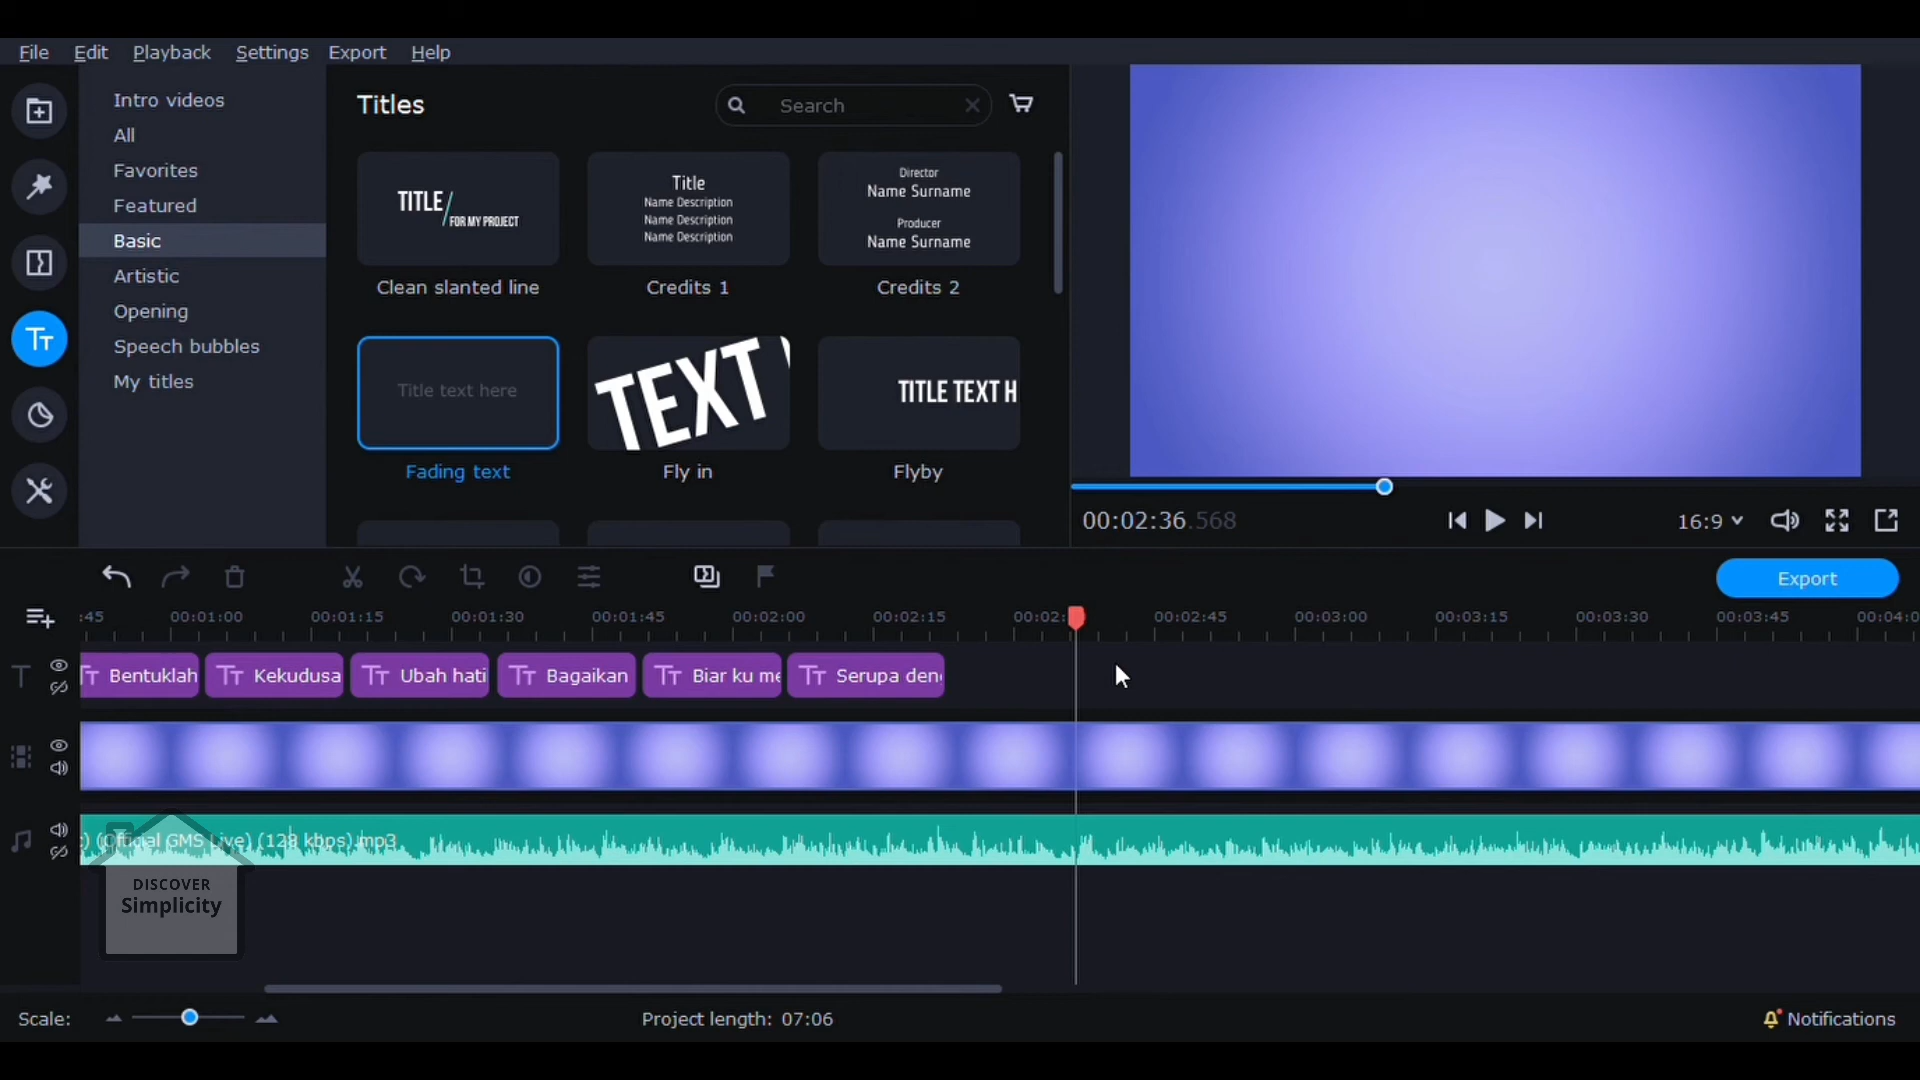 File Edit Playback Settings Export Help
Intro videos
All
Favorites
Featured
Basic
Artistic
Opening
Speech bubbles
My titles
Titles
Search
TITLE
FOR MY PROJECT
Clean slanted line
Title
Name Description
Name Description
Name Description
Credits 1
Director
Name Surname
Producer
Name Surname
Credits 2
Title text here
Fading text
TEXT
Fly in
TITLE TEXT H
Flyby
00:02:36.568
16:9
Export
:45 00:01:00 00:01:15 00:01:30 00:01:45 00:02:00 00:02:15 00:02: 00:02:45 00:03:00 00:03:15 00:03:30 00:03:45 00:04:0
Bentuklah Kekudusa Ubah hati Bagaikan Biar ku me Serupa den
) (Official GMS Live) (128 kbps).mp3
DISCOVER
Simplicity
Scale:
Project length: 07:06
Notifications